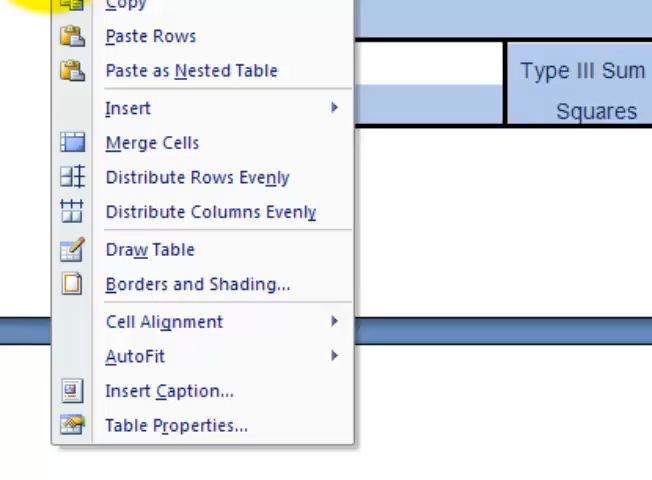 Copy
Paste Rows
Paste as Nested Table
Insert
Merge Cells
Distribute Rows Evenly
Distribute Columns Evenly
Draw Table
Borders and Shading...
Cell Alignment
AutoFit
Insert Caption...
Table Properties...
Type III Sum
Squares